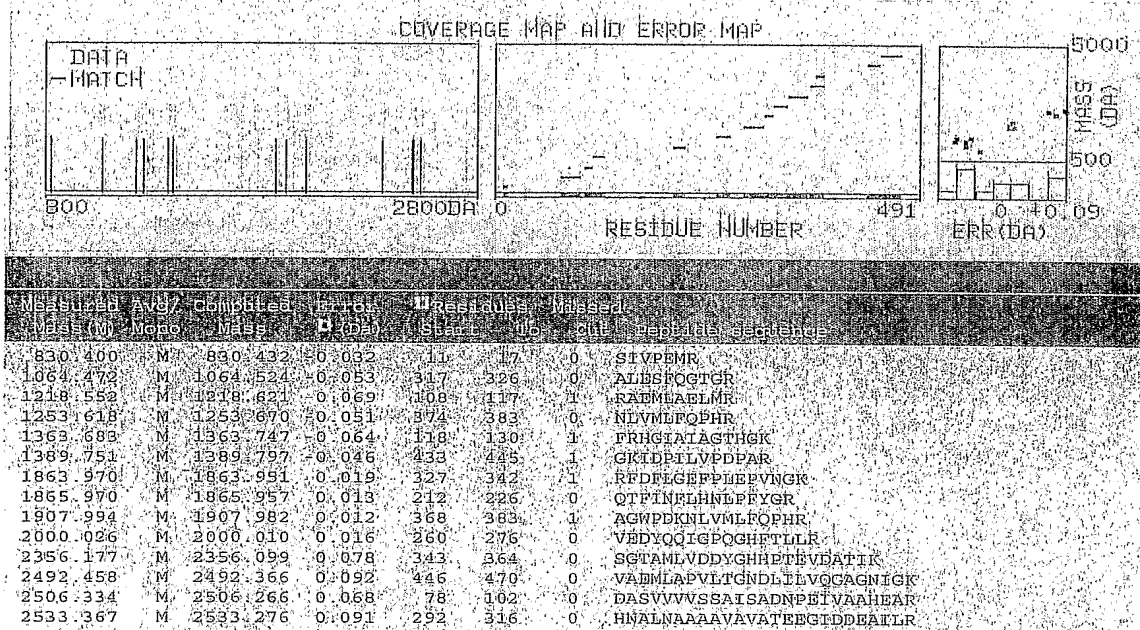 COVERAGE MAP AND ERROR MAP
DATA
MATCH
800 2800DA
0 491
RESIDUE NUMBER
5000
MASS (DA)
500
0 +0.09
ERR(DA)
Measured Avg/ Computed Error Residues Missed
Mass(M) Mono Mass (Da) Start To Cut peptide sequence
830.400 M 830.432 -0.032 11 17 0 SIVPEMR
1064.472 M 1064.524 -0.053 317 326 0 ALESFQGTGR
1218.552 M 1218.621 -0.069 108 117 1 RAEMLAELMR
1253.618 M 1253.670 -0.051 374 383 0 NLVMLFQPHR
1363.683 M 1363.747 -0.064 118 130 1 FRHGIAIAGTHGK
1389.751 M 1389.797 -0.046 433 445 1 GKIDPILVPDPAR
1863.970 M 1863.951 0.019 327 342 1 RFDFLGEFPLEPVNGK
1865.970 M 1865.957 0.013 212 226 0 QTFINFLHNLPFYGR
1907.994 M 1907.982 0.012 368 383 1 AGWPDKNLVMLFQPHR
2000.026 M 2000.010 0.016 260 276 0 VEDYQQIGPQGHFTLLR
2356.177 M 2356.099 0.078 343 364 0 SGTAMLVDDYGHHPTEVDATIK
2492.458 M 2492.366 0.092 446 470 0 VAEMLAPVLTGNDLILVQGAGNIGK
2506.334 M 2506.266 0.068 78 102 0 DASVVVVSSAISADNPEIVAAHEAR
2533.367 M 2533.276 0.091 292 316 0 HNALNAAAAVAVATEEGIDDEAILR